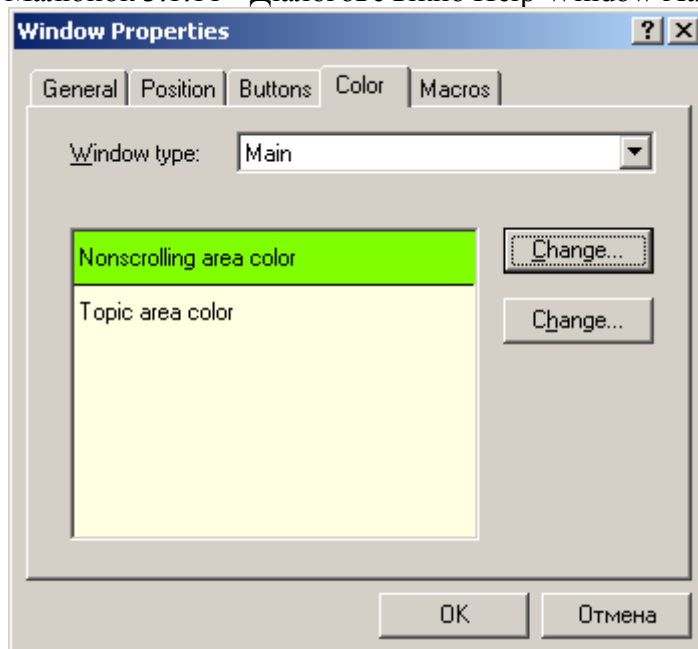 Window Properties
General Position Buttons Color Macros
Window type: Main
Nonscrolling area color
Change...
Topic area color
Change...
OK Отмена